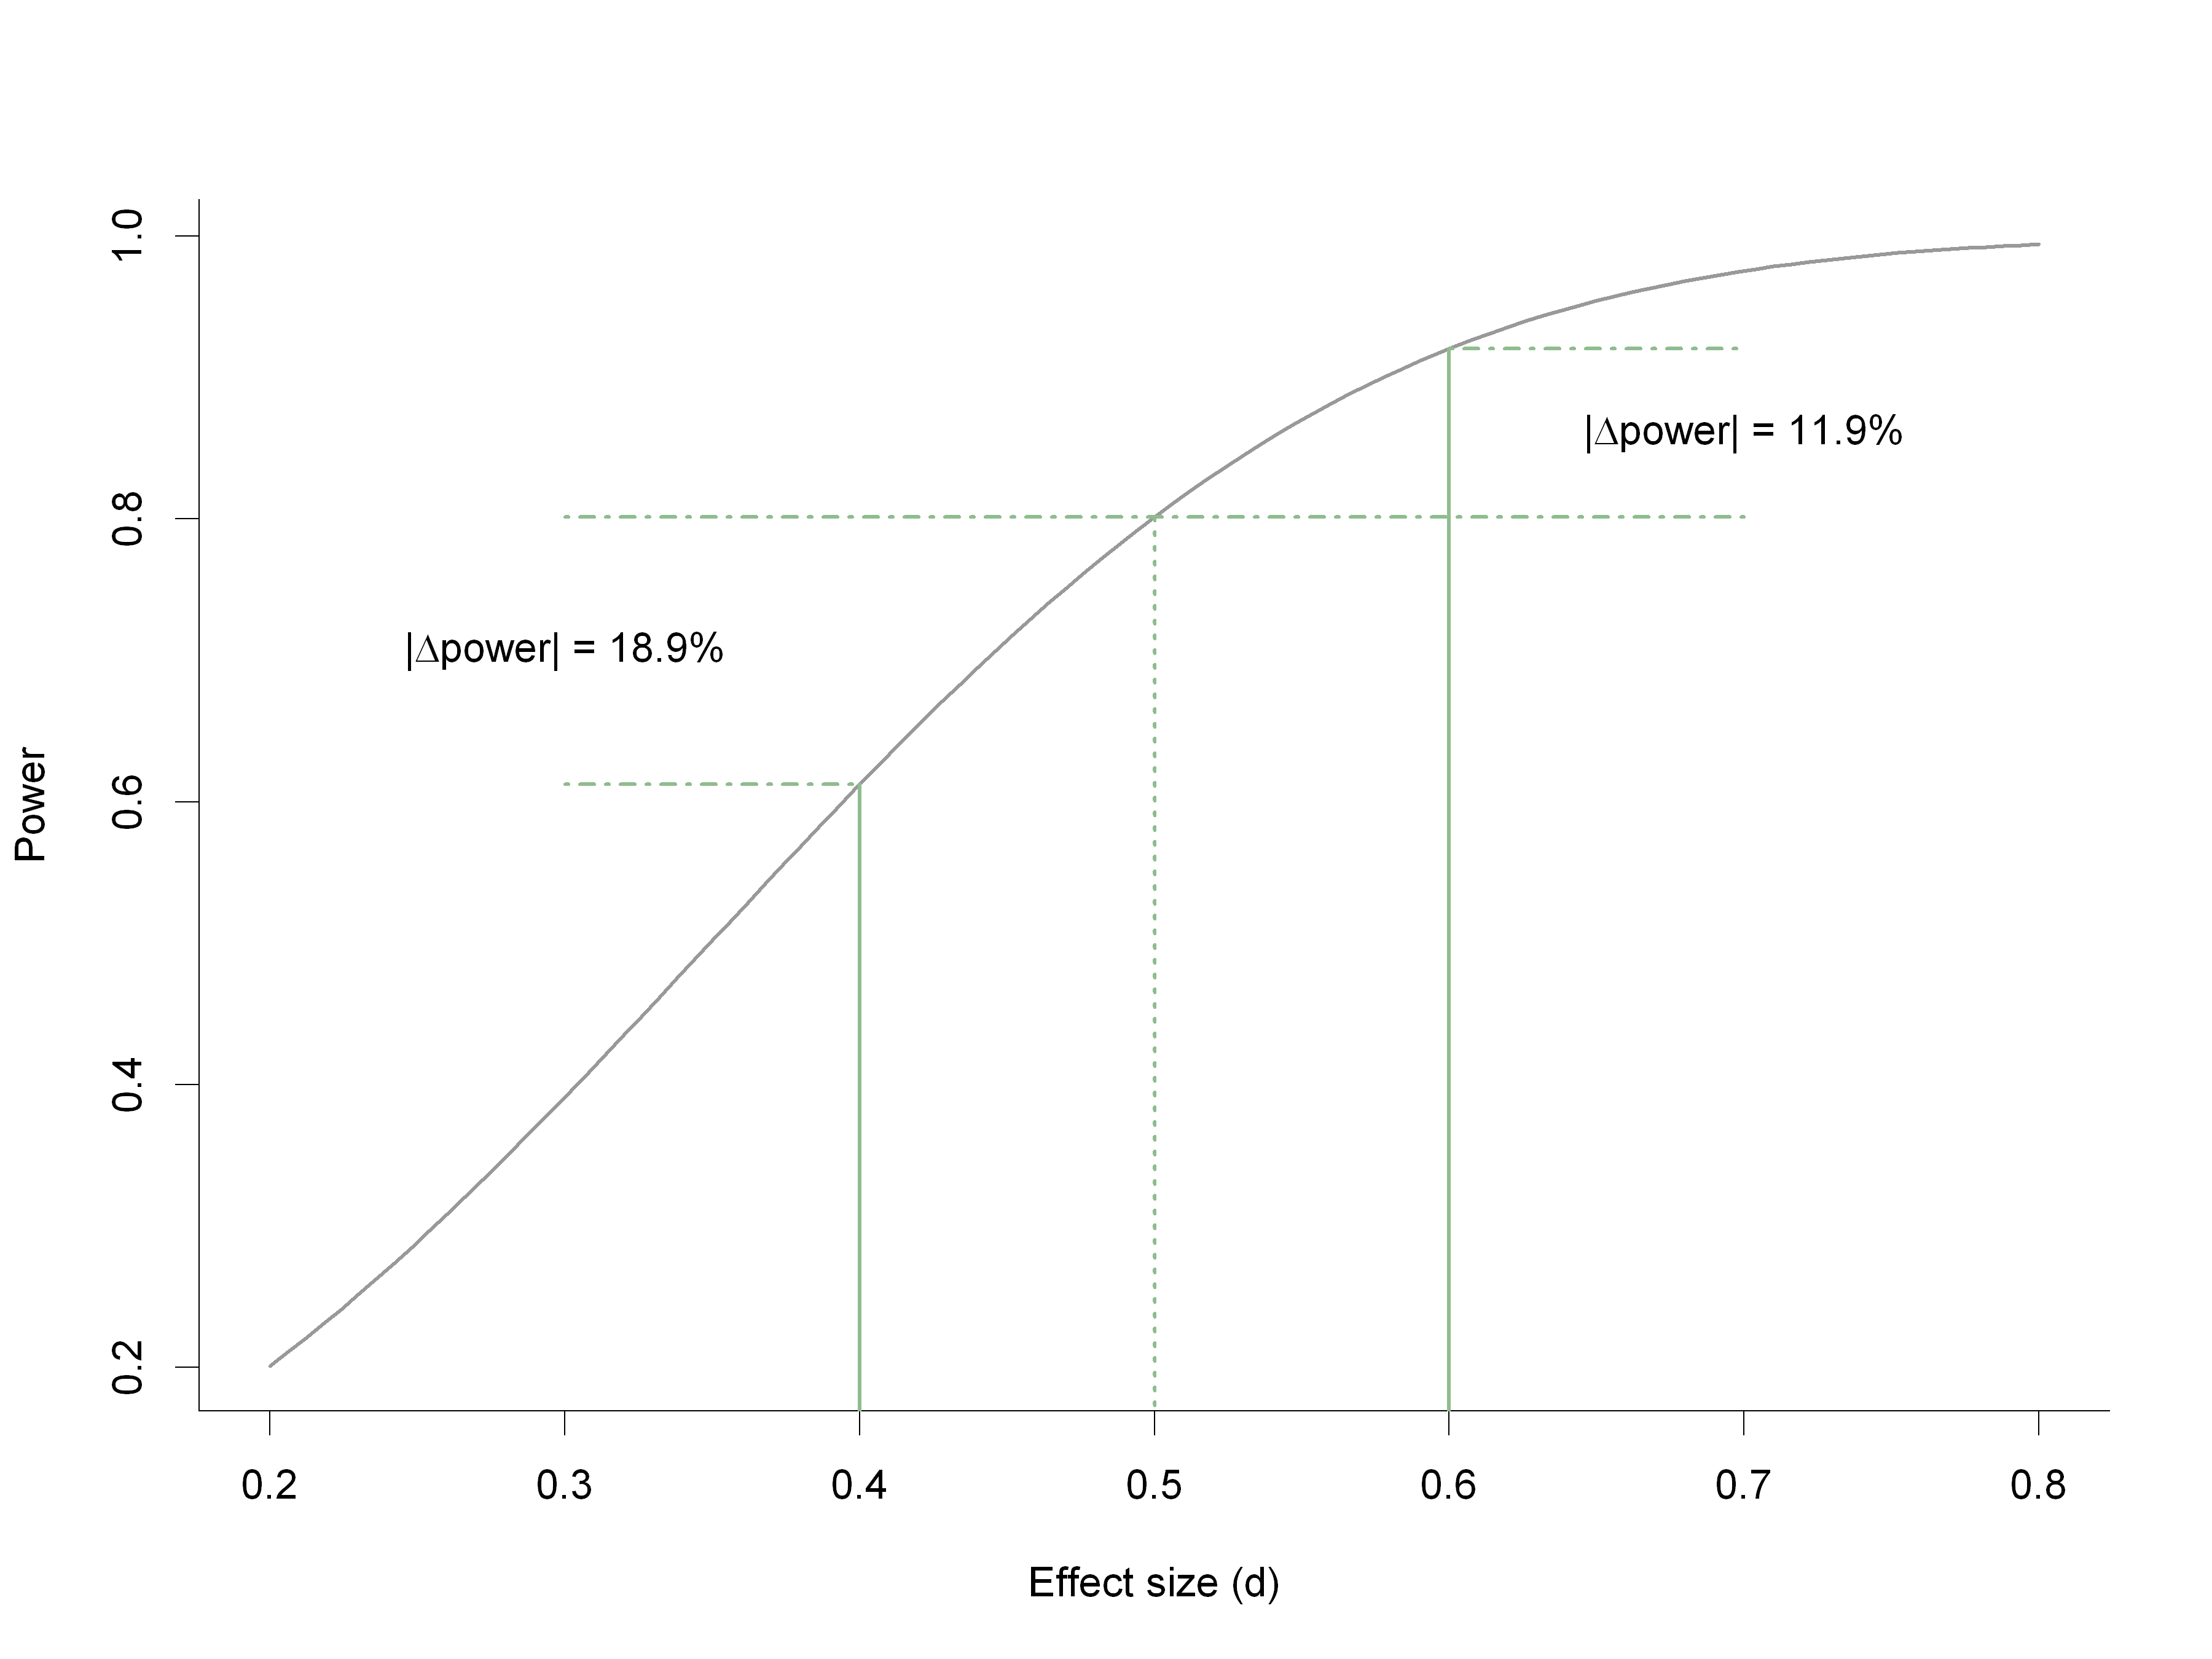 1.0
0.8
0.6
0.4
0.2
Power
|Δpower| = 11.9%
|Δpower| = 18.9%
0.2 0.3 0.4 0.5 0.6 0.7 0.8
Effect size (d)